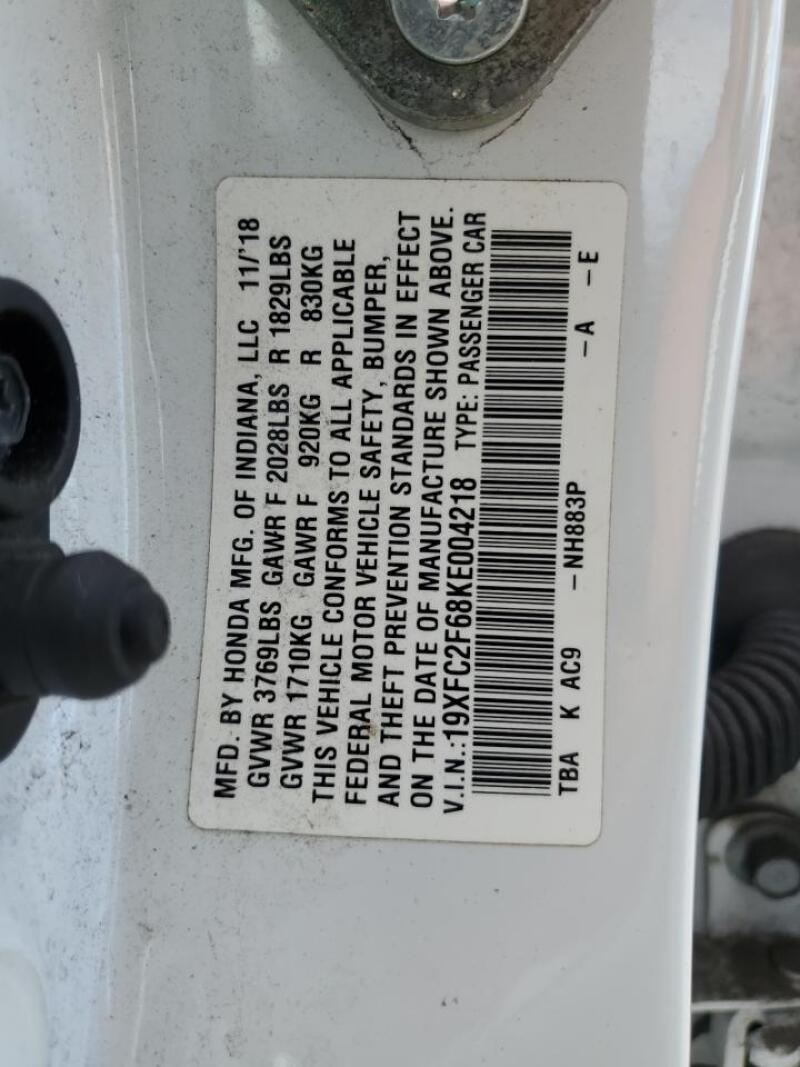 MFD. BY HONDA MFG. OF INDIANA, LLC 11/'18
GVWR 3769LBS GAWR F 2028LBS R 1829LBS
GVWR 1710KG GAWR F 920KG R 830KG
THIS VEHICLE CONFORMS TO ALL APPLICABLE
FEDERAL MOTOR VEHICLE SAFETY, BUMPER,
AND THEFT PREVENTION STANDARDS IN EFFECT
ON THE DATE OF MANUFACTURE SHOWN ABOVE.
V.I.N.:19XFC2F68KE004218 TYPE: PASSENGER CAR
TBA K AC9 -NH883P -A -E